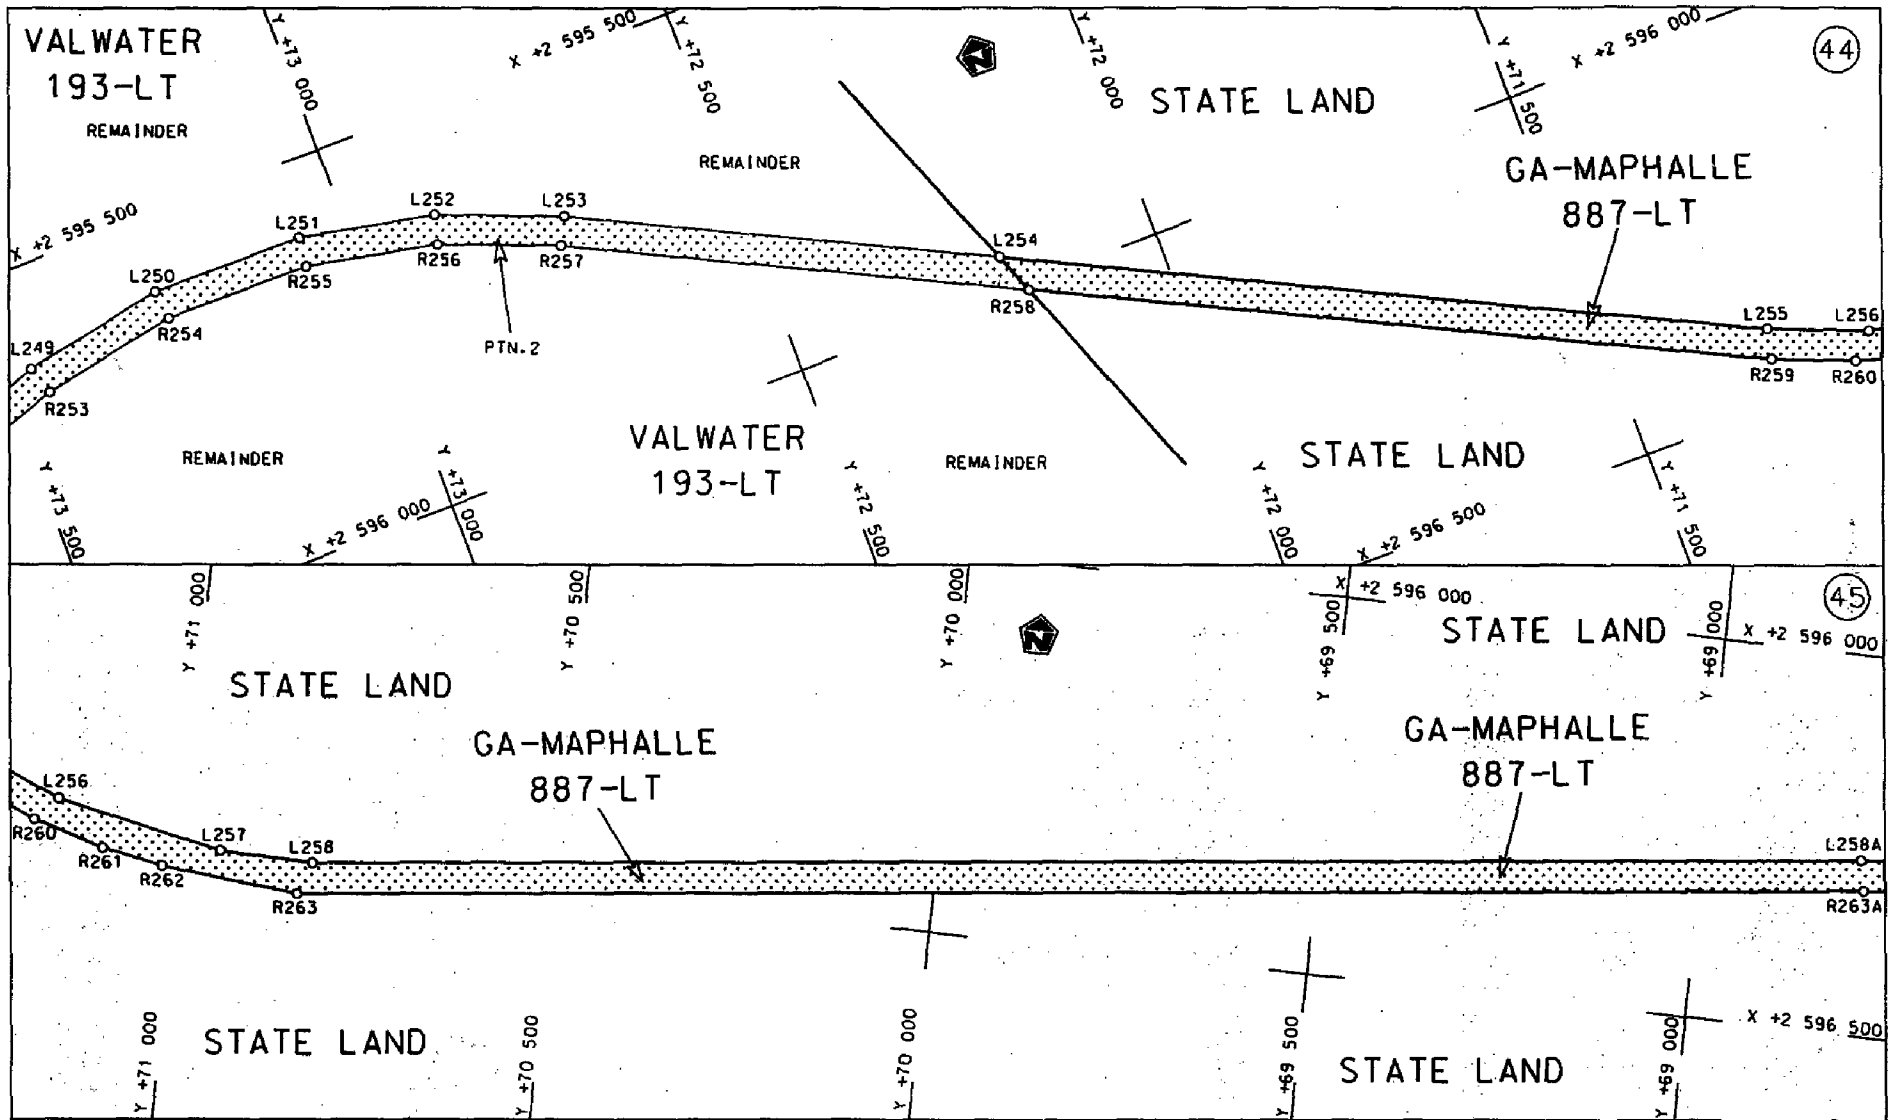 VALWATER
193-LT
REMAINDER
Y +73 000
X +2 595 500
Y +72 500
N
Y +72 000
STATE LAND
Y +71 500
X +2 596 000
44
REMAINDER
GA-MAPHALLE
887-LT
X +2 595 500
L249
L250
L251
L252
L253
L254
L255
L256
R253
R254
R255
R256
R257
R258
R259
R260
PTN.2
VALWATER
193-LT
REMAINDER
REMAINDER
STATE LAND
Y +73 500
X +2 596 000
Y +73 000
Y +72 500
Y +72 000
X +2 596 500
Y +71 500
Y +71 000
Y +70 500
Y +70 000
N
X +2 596 000
Y +69 500
STATE LAND
Y +69 000
X +2 596 000
45
STATE LAND
GA-MAPHALLE
887-LT
GA-MAPHALLE
887-LT
L256
L257
L258
L258A
R260
R261
R262
R263
R263A
Y +71 000
STATE LAND
Y +70 500
Y +70 000
Y +69 500
STATE LAND
Y +69 000
X +2 596 500